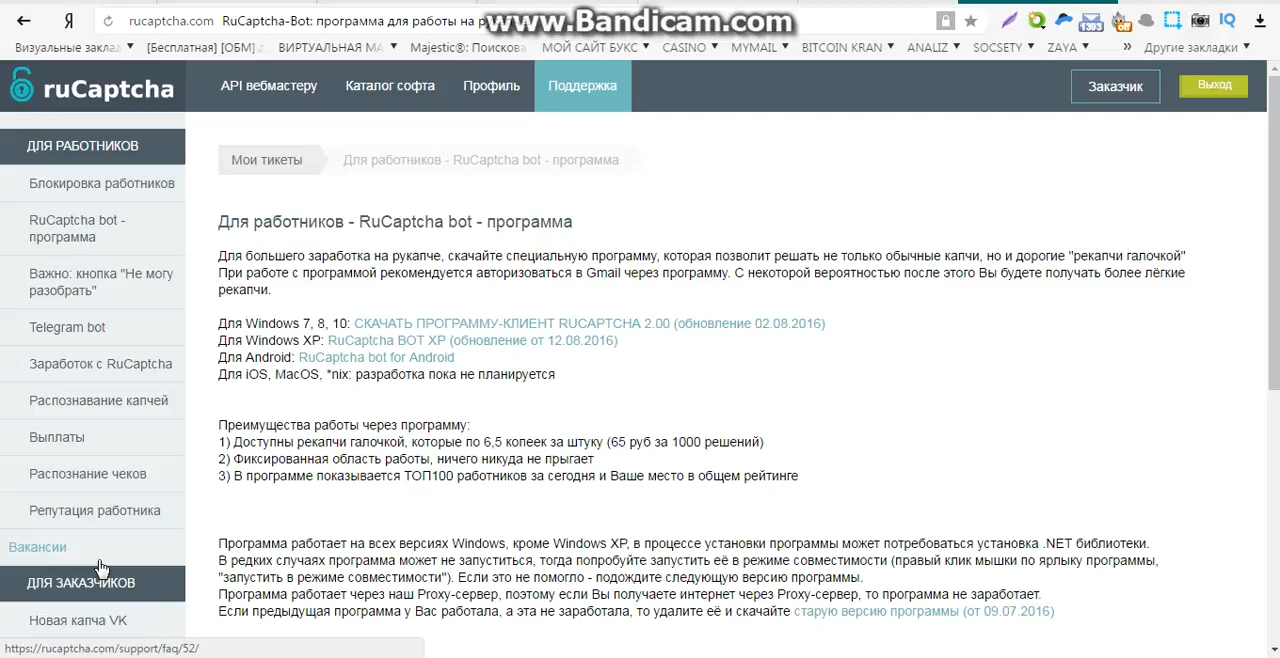 rucaptcha.com RuCaptcha-Bot: программа для работы на
www.Bandicam.com
Визуальные заклад [Бесплатная] [ОБМ] ВИРТУАЛЬНАЯ МА Majestic®: Поискова МОЙ САЙТ БУКС CASINO MYMAIL BITCOIN KRAN ANALIZ SOCSETY ZAYA » Другие закладки
ruCaptcha API вебмастеру Каталог софта Профиль Поддержка Заказчик Выход
ДЛЯ РАБОТНИКОВ
Блокировка работников
RuCaptcha bot -
программа
Важно: кнопка "Не могу
разобрать"
Telegram bot
Заработок с RuCaptcha
Распознавание капчей
Выплаты
Распознание чеков
Репутация работника
Вакансии
ДЛЯ ЗАКАЗЧИКОВ
Новая капча VK
https://rucaptcha.com/support/faq/52/
Мои тикеты Для работников - RuCaptcha bot - программа
Для работников - RuCaptcha bot - программа
Для большего заработка на рукапче, скачайте специальную программу, которая позволит решать не только обычные капчи, но и дорогие "рекапчи галочкой"
При работе с программой рекомендуется авторизоваться в Gmail через программу. С некоторой вероятностью после этого Вы будете получать более лёгкие
рекапчи.
Для Windows 7, 8, 10: СКАЧАТЬ ПРОГРАММУ-КЛИЕНТ RUCAPTCHA 2.00 (обновление 02.08.2016)
Для Windows XP: RuCaptcha BOT XP (обновление от 12.08.2016)
Для Android: RuCaptcha bot for Android
Для iOS, MacOS, *nix: разработка пока не планируется
Преимущества работы через программу:
1) Доступны рекапчи галочкой, которые по 6,5 копеек за штуку (65 руб за 1000 решений)
2) Фиксированная область работы, ничего никуда не прыгает
3) В программе показывается ТОП100 работников за сегодня и Ваше место в общем рейтинге
Программа работает на всех версиях Windows, кроме Windows XP, в процессе установки программы может потребоваться установка .NET библиотеки.
В редких случаях программа может не запуститься, тогда попробуйте запустить её в режиме совместимости (правый клик мышки по ярлыку программы,
"запустить в режиме совместимости"). Если это не помогло - подождите следующую версию программы.
Программа работает через наш Proxy-сервер, поэтому если Вы получаете интернет через Proxy-сервер, то программа не заработает.
Если предыдущая программа у Вас работала, а эта не заработала, то удалите её и скачайте старую версию программы (от 09.07.2016)